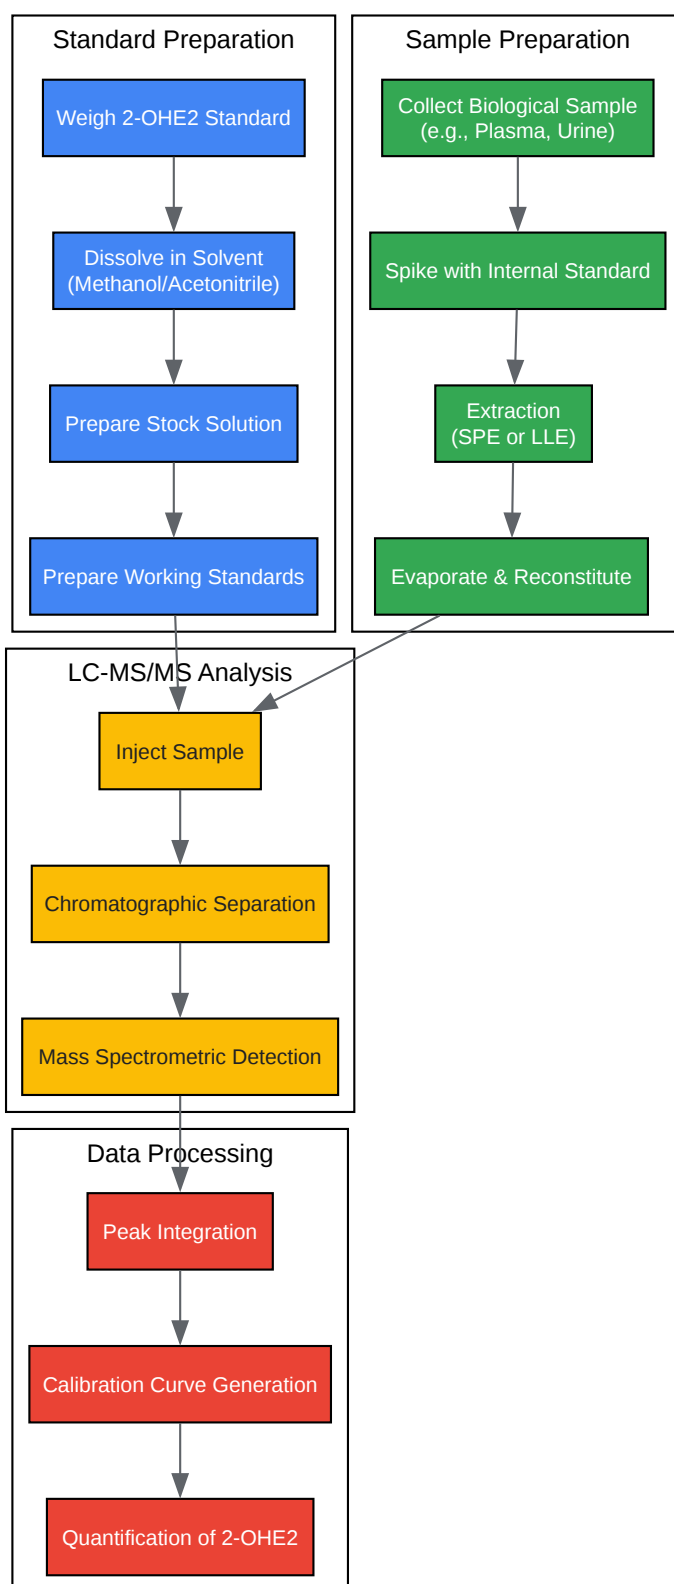 Standard Preparation
Weigh 2-OHE2 Standard
Dissolve in Solvent
(Methanol/Acetonitrile)
Prepare Stock Solution
Prepare Working Standards
Sample Preparation
Collect Biological Sample
(e.g., Plasma, Urine)
Spike with Internal Standard
Extraction
(SPE or LLE)
Evaporate & Reconstitute
LC-MS/MS Analysis
Inject Sample
Chromatographic Separation
Mass Spectrometric Detection
Data Processing
Peak Integration
Calibration Curve Generation
Quantification of 2-OHE2